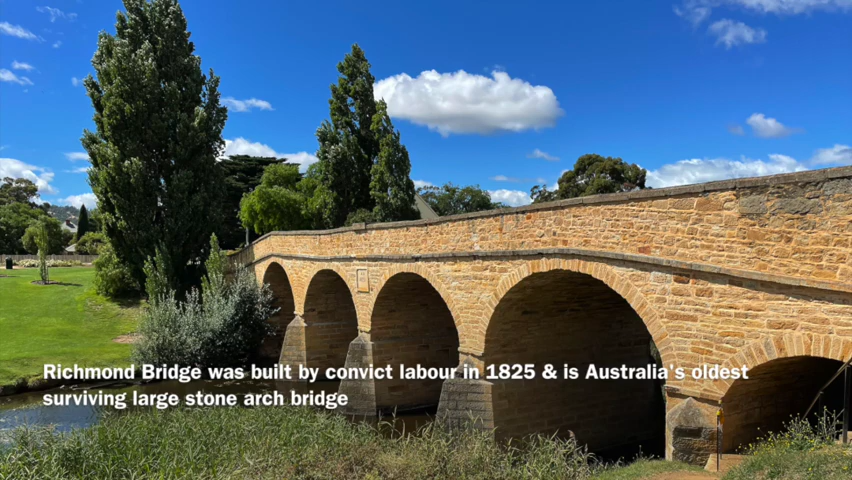 Richmond Bridge was built by convict labour in 1825 & is Australia's oldest
surviving large stone arch bridge